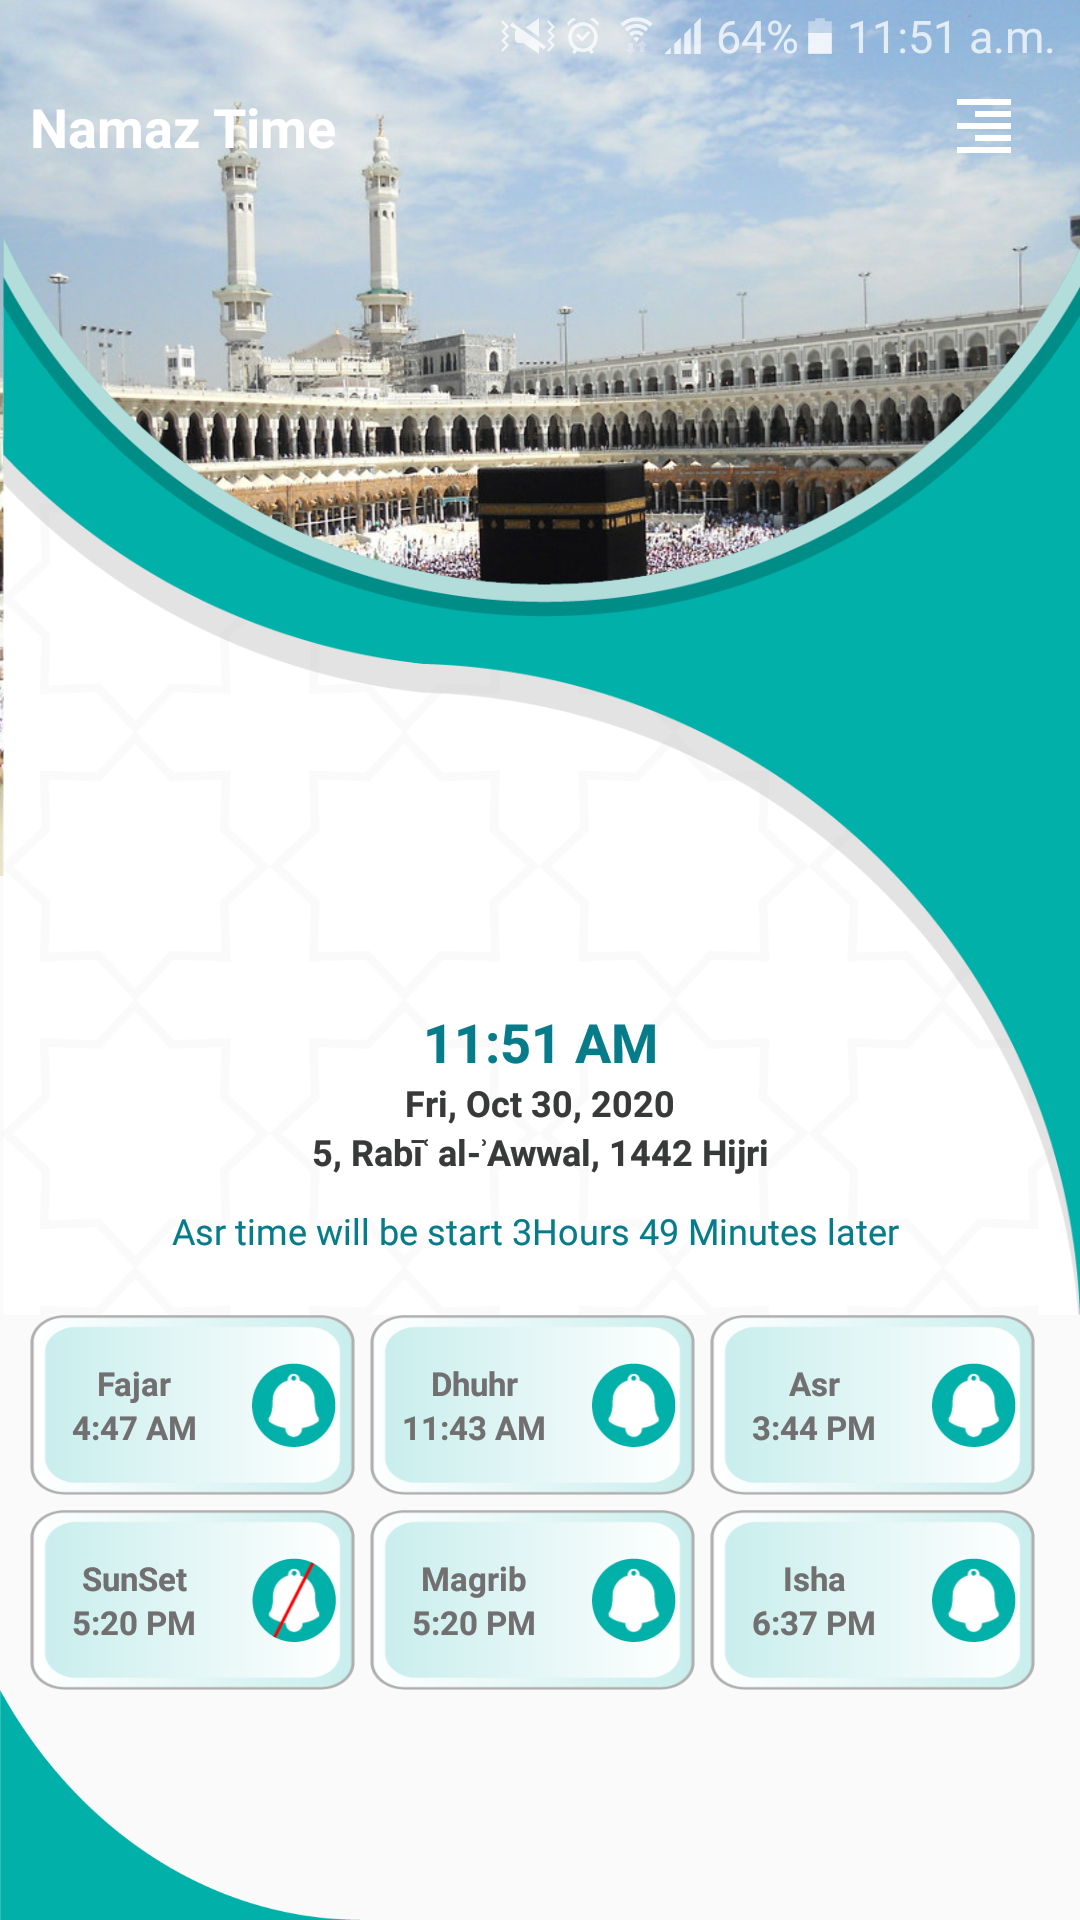 64% 11:51 a.m.
Namaz Time
11:51 AM
Fri, Oct 30, 2020
5, Rabīʿ al-ʾAwwal, 1442 Hijri
Asr time will be start 3Hours 49 Minutes later
Fajar
4:47 AM
Dhuhr
11:43 AM
Asr
3:44 PM
SunSet
5:20 PM
Magrib
5:20 PM
Isha
6:37 PM